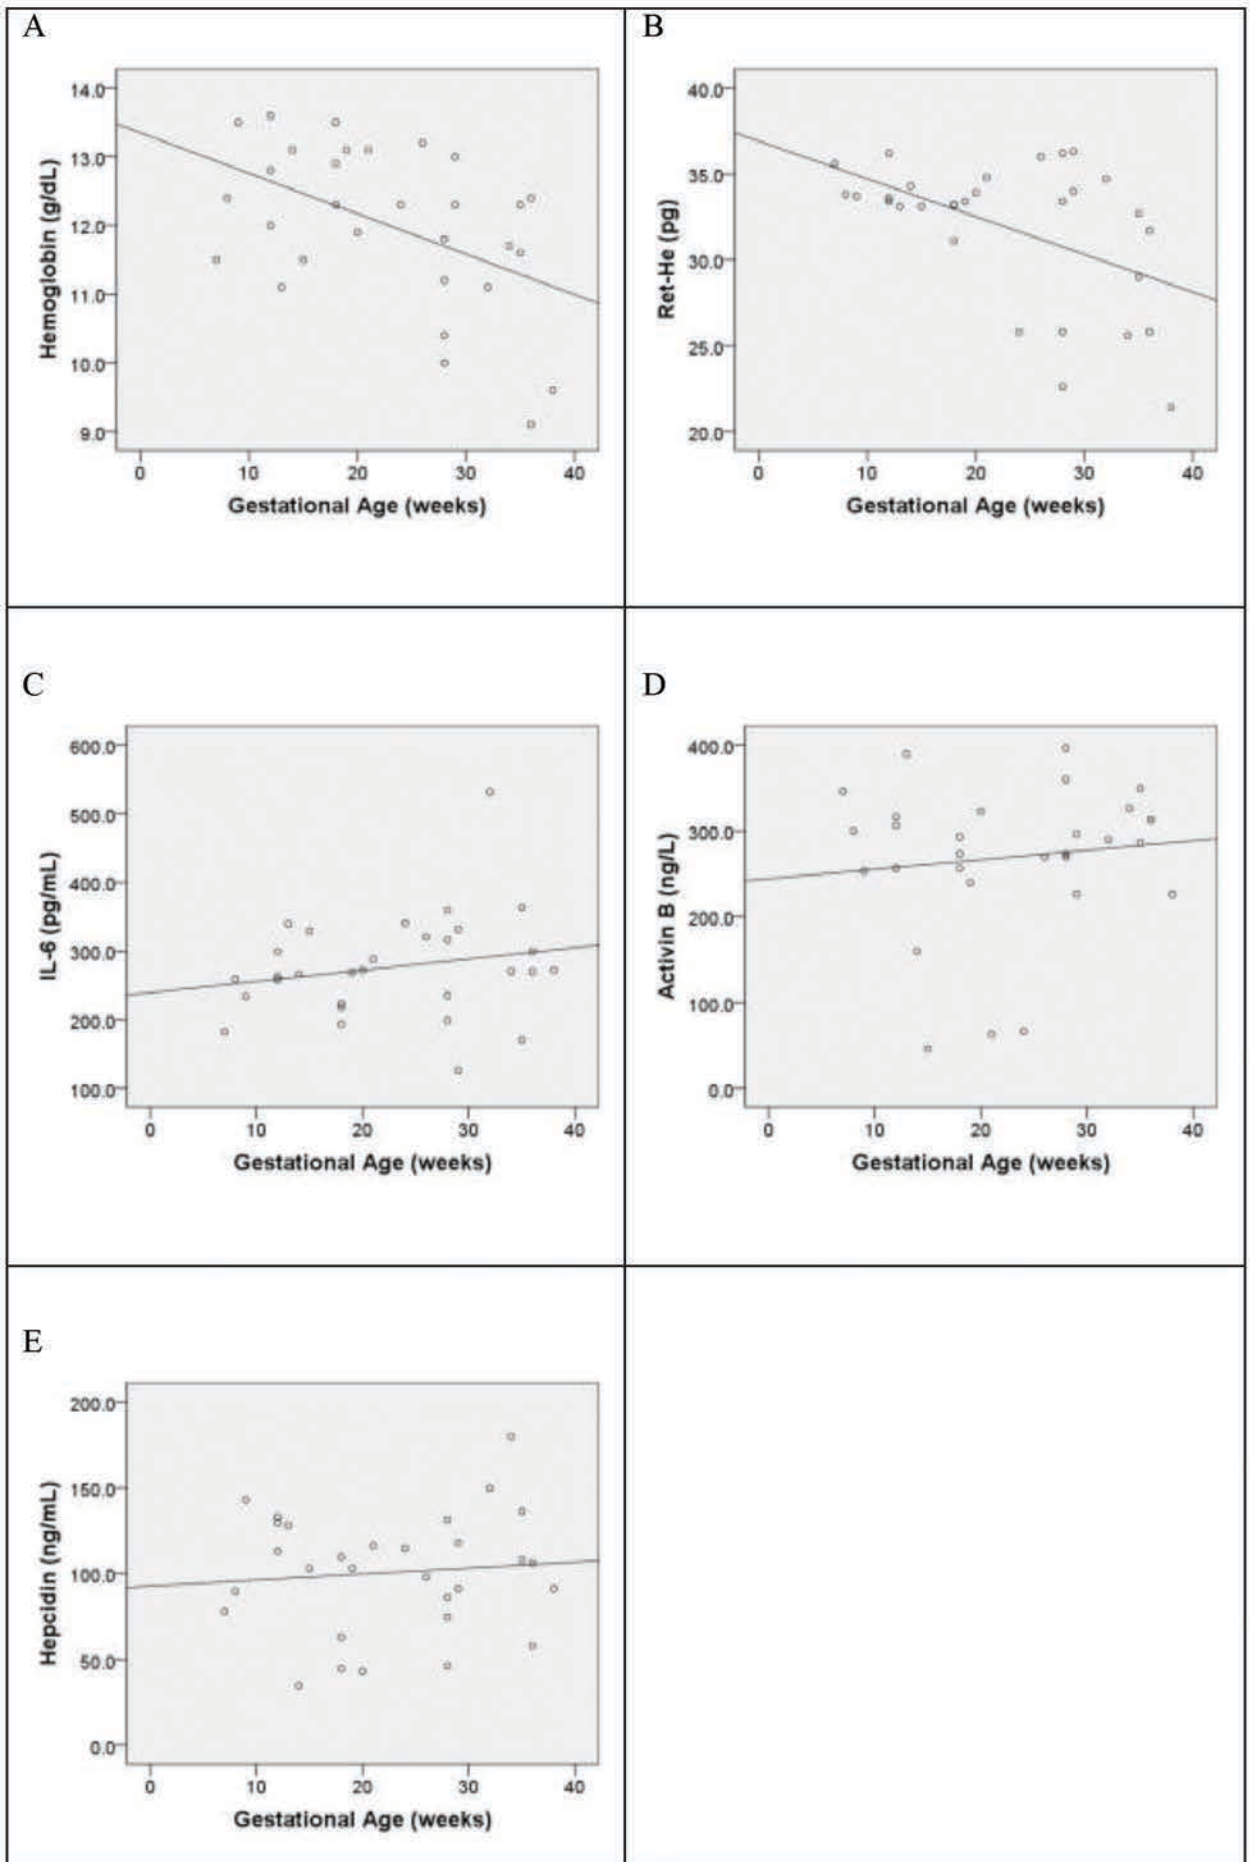 A
14.0
13.0
12.0
11.0
10.0
9.0
Hemoglobin (g/dL)
0 10 20 30 40
Gestational Age (weeks)
B
40.0
35.0
30.0
25.0
20.0
Ret-He (pg)
0 10 20 30 40
Gestational Age (weeks)
C
600.0
500.0
400.0
300.0
200.0
100.0
IL-6 (pg/mL)
0 10 20 30 40
Gestational Age (weeks)
D
400.0
300.0
200.0
100.0
0.0
Activin B (ng/L)
0 10 20 30 40
Gestational Age (weeks)
E
200.0
150.0
100.0
50.0
0.0
Hepcidin (ng/mL)
0 10 20 30 40
Gestational Age (weeks)